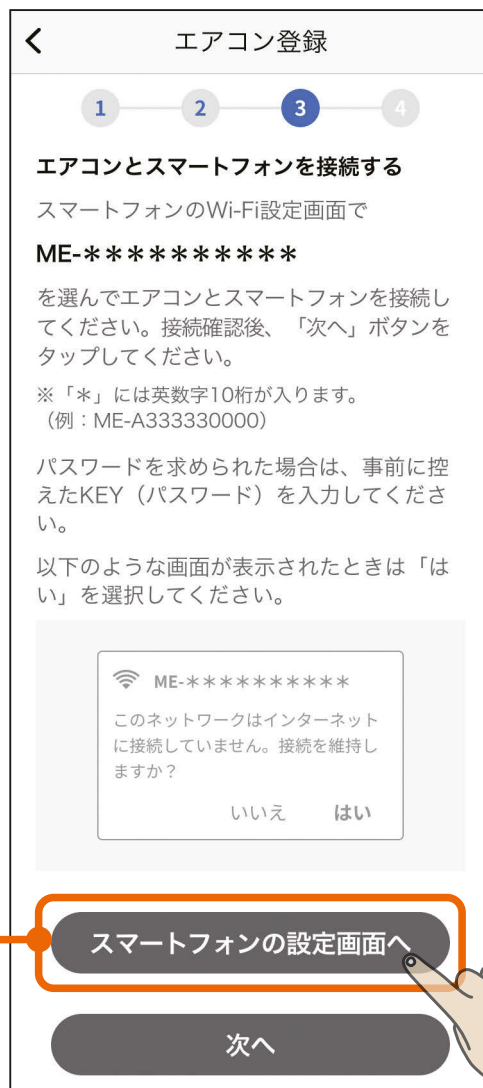 エアコン登録
1 2 3 4
エアコンとスマートフォンを接続する
スマートフォンのWi-Fi設定画面で
ME-**********
を選んでエアコンとスマートフォンを接続し
てください。接続確認後、「次へ」ボタンを
タップしてください。
※「*」には英数字10桁が入ります。
（例：ME-A333330000）
パスワードを求められた場合は、事前に控
えたKEY（パスワード）を入力してくださ
い。
以下のような画面が表示されたときは「は
い」を選択してください。
ME-**********
このネットワークはインターネット
に接続していません。接続を維持し
ますか？
いいえ はい
スマートフォンの設定画面へ
次へ